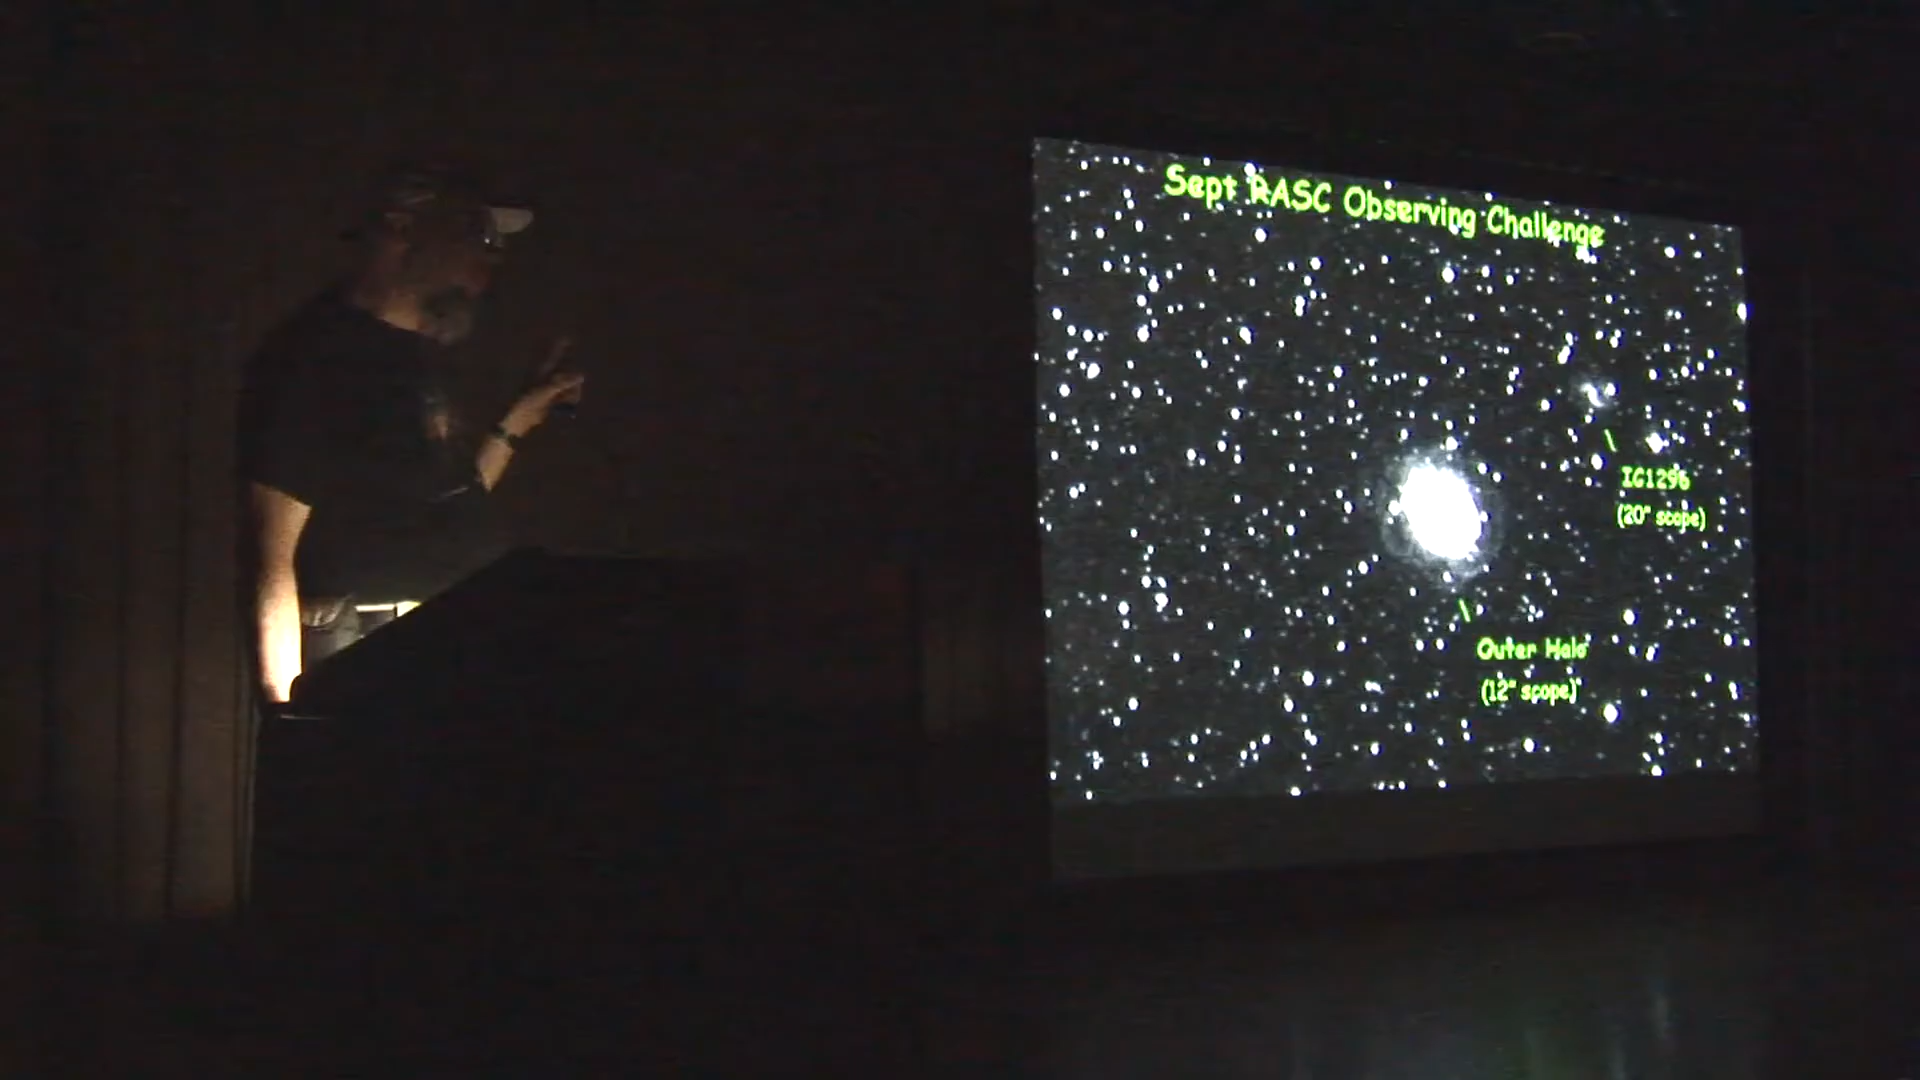 Sept RASC Observing Challenge
IC1296
(20" scope)
Outer Halo
(12" scope)